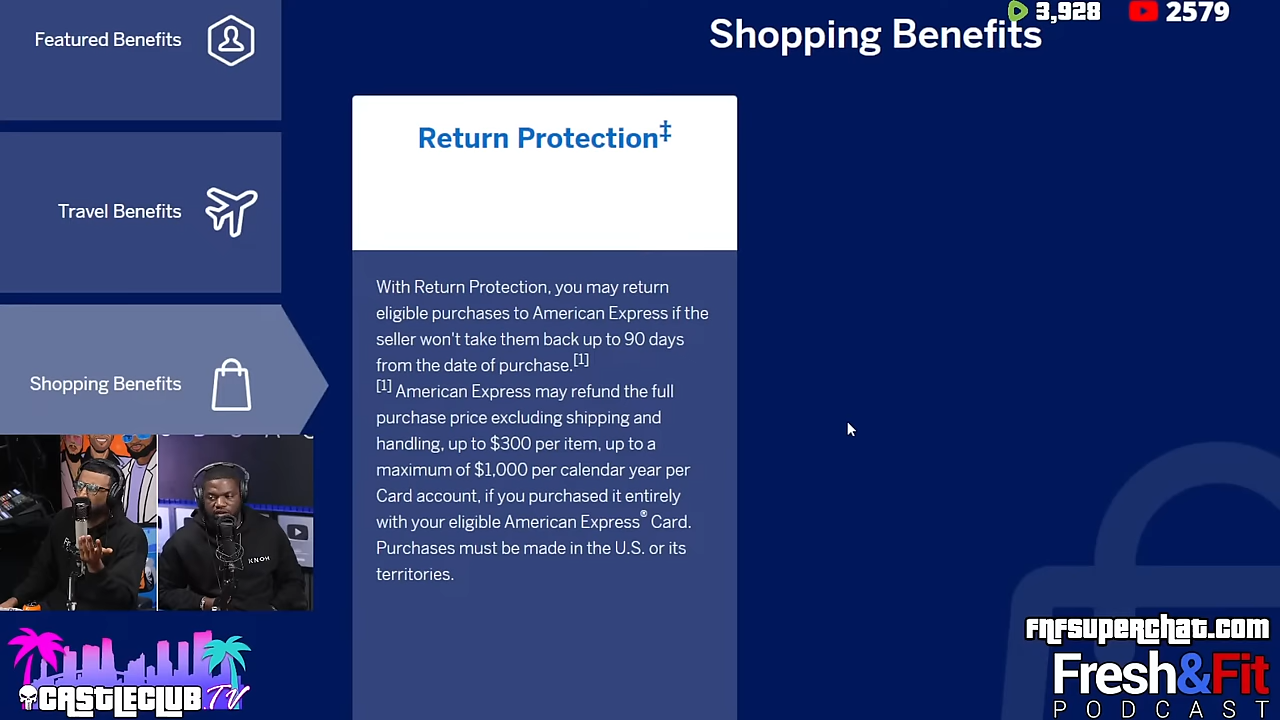 3,928
2579
Featured Benefits
Shopping Benefits
Return Protection‡
Travel Benefits
With Return Protection, you may return
eligible purchases to American Express if the
seller won't take them back up to 90 days
from the date of purchase.[1]
[1] American Express may refund the full
purchase price excluding shipping and
handling, up to $300 per item, up to a
maximum of $1,000 per calendar year per
Card account, if you purchased it entirely
with your eligible American Express® Card.
Purchases must be made in the U.S. or its
territories.
Shopping Benefits
KNOH
CASTLECLUB TV
fnfsuperchat.com
Fresh&Fit
PODCAST